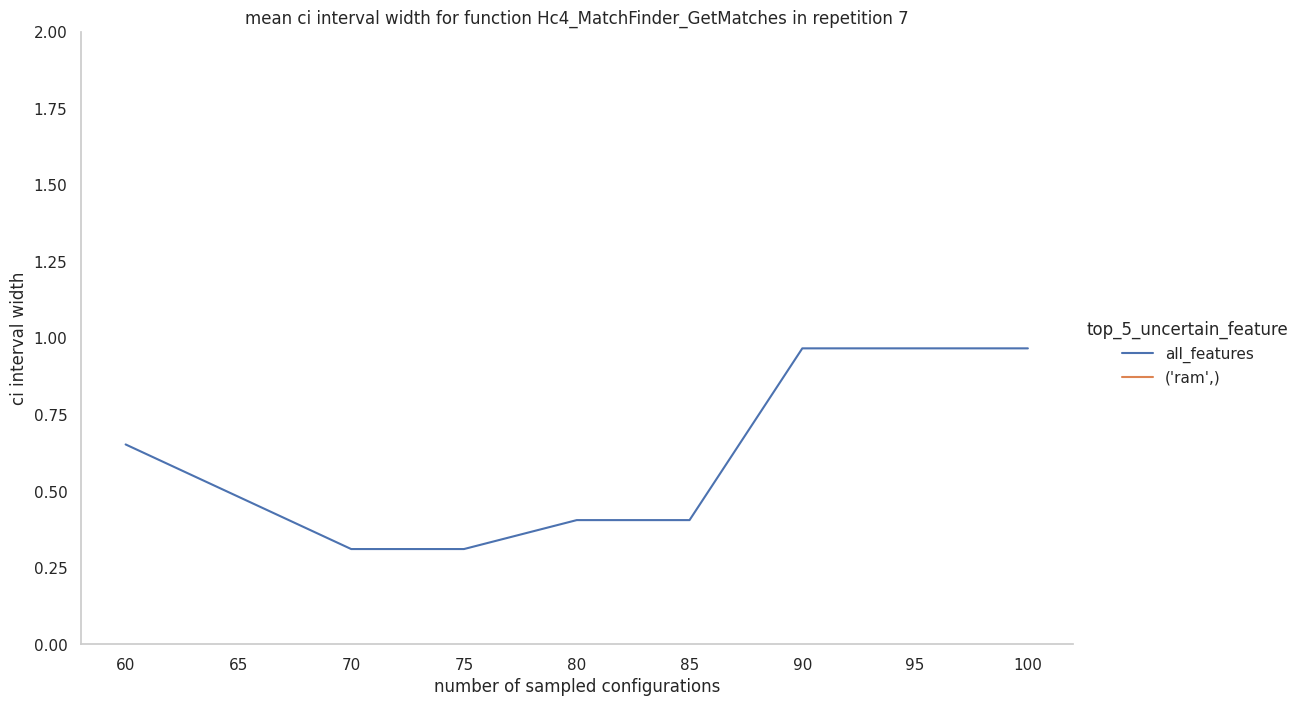 mean ci interval width for function Hc4_MatchFinder_GetMatches in repetition 7
2.00
1.75
1.50
1.25
1.00
0.75
0.50
0.25
0.00
ci interval width
60 65 70 75 80 85 90 95 100
number of sampled configurations
top_5_uncertain_feature
all_features
('ram',)